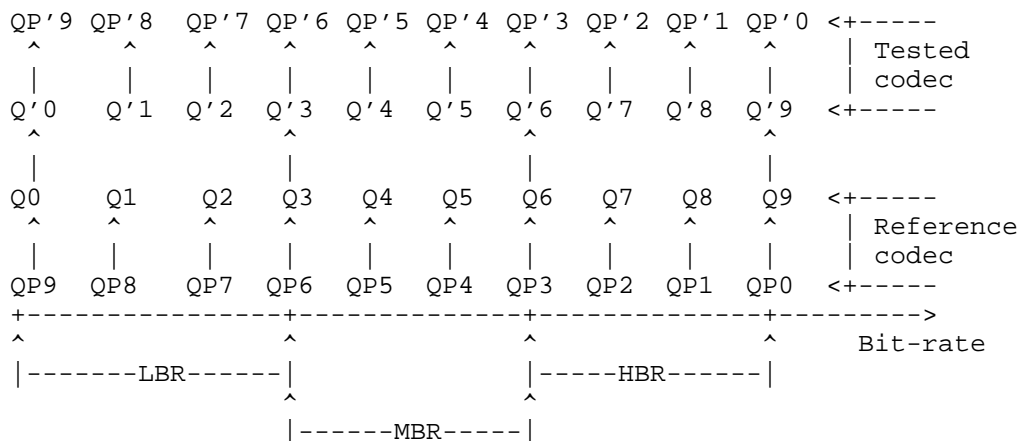 QP'9 QP'8  QP'7 QP'6 QP'5 QP'4 QP'3 QP'2 QP'1 QP'0 <+-----
 ^     ^    ^    ^    ^    ^    ^    ^    ^    ^    | Tested
 |     |    |    |    |    |    |    |    |    |    | codec
Q'0   Q'1  Q'2  Q'3  Q'4  Q'5  Q'6  Q'7  Q'8  Q'9  <+-----
 ^               ^              ^              ^
 |               |              |              |
Q0    Q1    Q2   Q3   Q4   Q5   Q6   Q7   Q8   Q9  <+-----
 ^    ^     ^    ^    ^    ^    ^    ^    ^    ^    | Reference
 |    |     |    |    |    |    |    |    |    |    | codec
QP9  QP8   QP7  QP6  QP5  QP4  QP3  QP2  QP1  QP0  <+-----
+----------------+--------------+--------------+--------->
^                ^              ^              ^    Bit-rate
|-------LBR------|              |-----HBR------|
                 ^              ^
                 |------MBR-----|